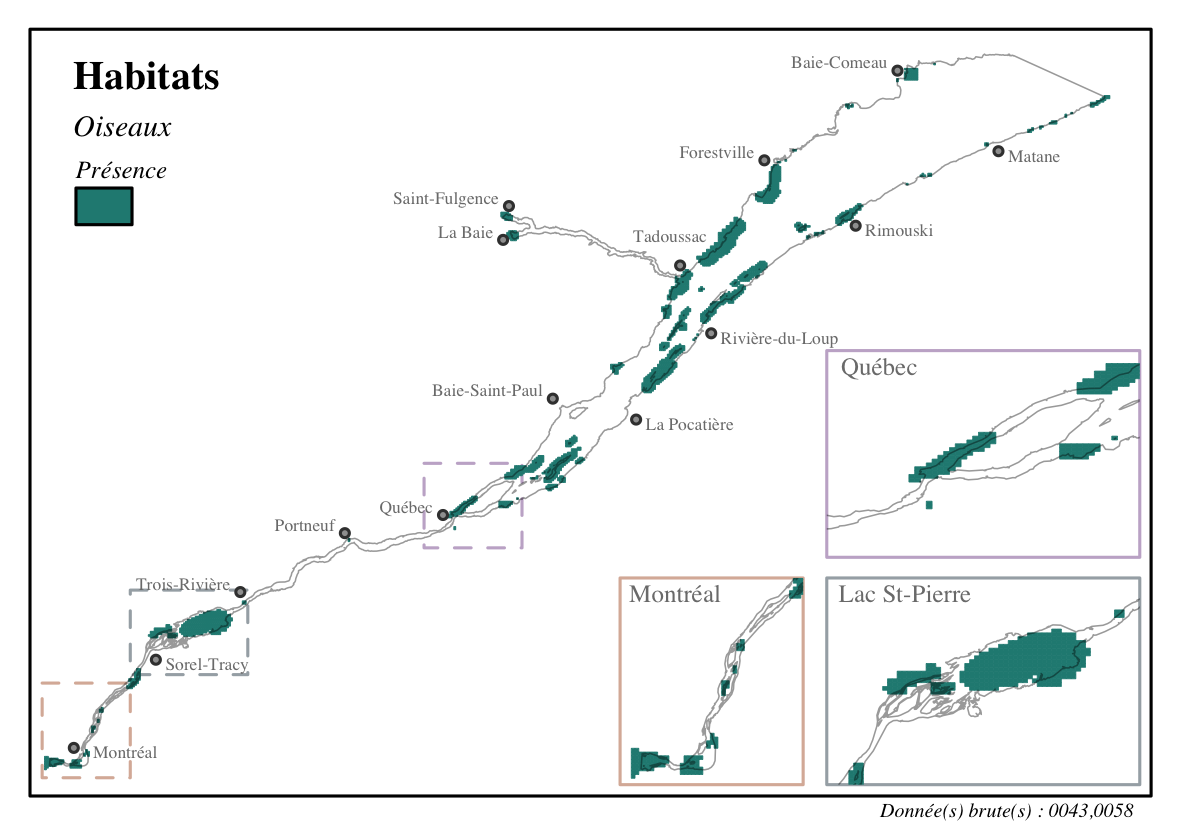 Habitats
Oiseaux
Présence
Baie-Comeau
Forestville
Matane
Saint-Fulgence
La Baie
Tadoussac
Rimouski
Rivière-du-Loup
Baie-Saint-Paul
La Pocatière
Québec
Portneuf
Trois-Rivière
Sorel-Tracy
Montréal
Québec
Montréal
Lac St-Pierre
Donnée(s) brute(s) : 0043,0058